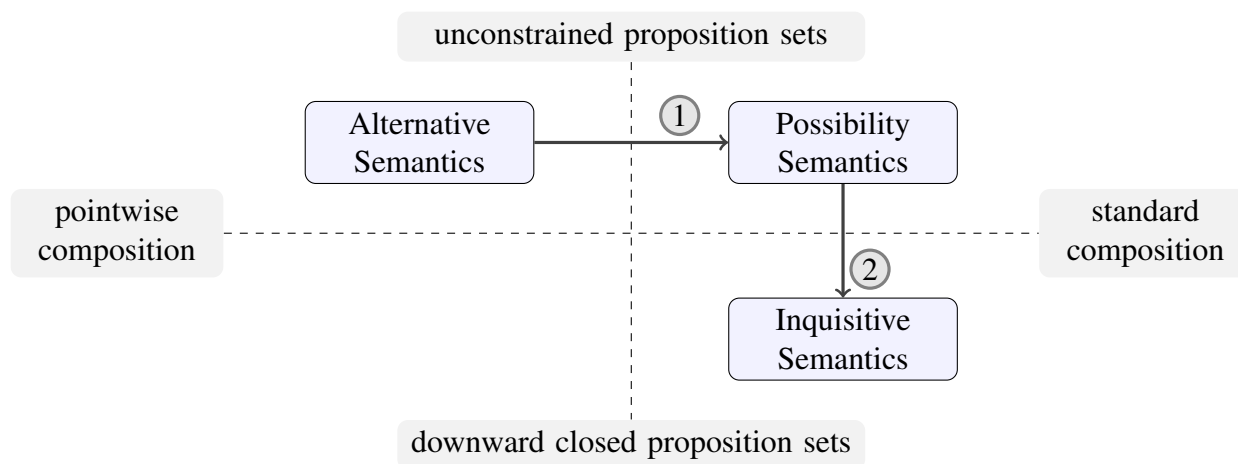 unconstrained proposition sets
Alternative
Semantics
1
Possibility
Semantics
pointwise
composition
standard
composition
2
Inquisitive
Semantics
downward closed proposition sets